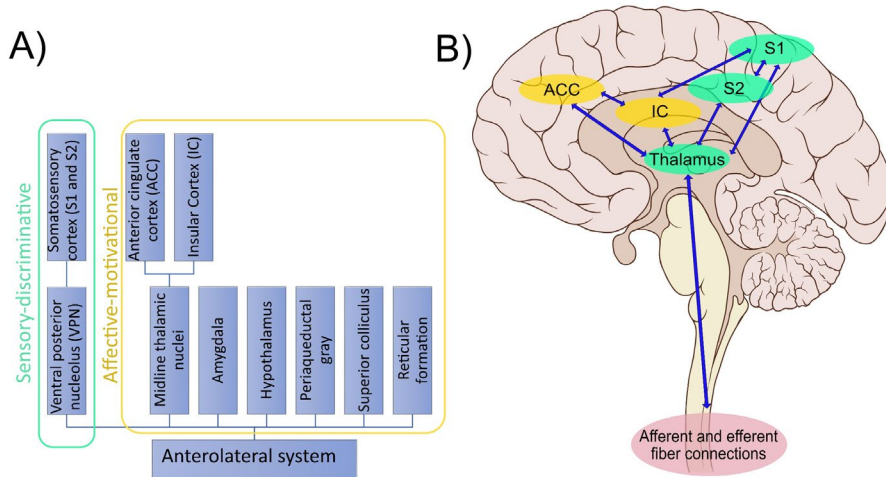 A)
Sensory-discriminative
Somatosensory
cortex (S1 and S2)
Ventral posterior
nucleolus (VPN)
Affective-motivational
Anterior cingulate
cortex (ACC)
Insular Cortex (IC)
Midline thalamic
nuclei
Amygdala
Hypothalamus
Periaqueductal
gray
Superior colliculus
Reticular
formation
Anterolateral system
B)
S1
S2
ACC
IC
Thalamus
Afferent and efferent
fiber connections